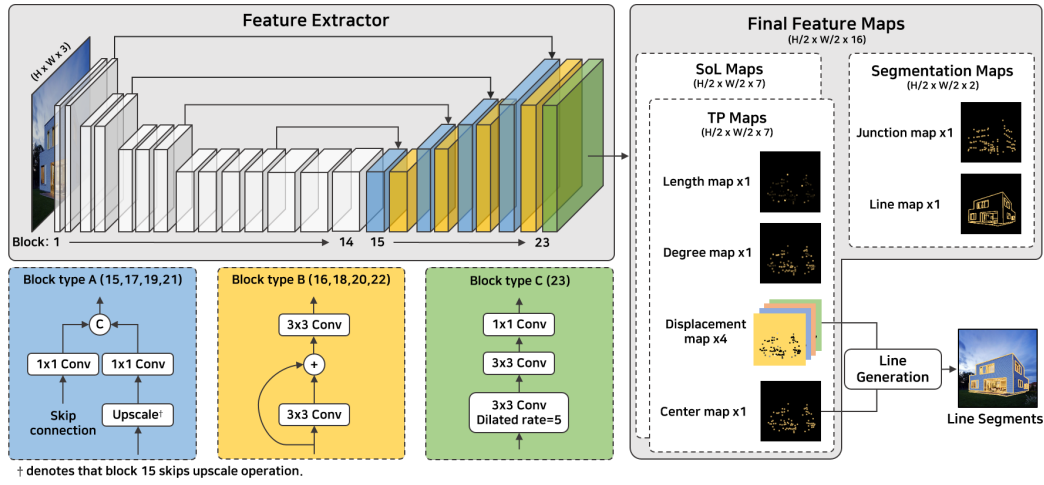 Feature Extractor
(H x W x 3)
Block: 1
14
15
23
Block type A (15,17,19,21)
C
1x1 Conv
1x1 Conv
Skip
connection
Upscale†
Block type B (16,18,20,22)
3x3 Conv
+
3x3 Conv
Block type C (23)
1x1 Conv
3x3 Conv
3x3 Conv
Dilated rate=5
† denotes that block 15 skips upscale operation.
Final Feature Maps
(H/2 x W/2 x 16)
SoL Maps
(H/2 x W/2 x 7)
TP Maps
(H/2 x W/2 x 7)
Length map x1
Degree map x1
Displacement
map x4
Center map x1
Segmentation Maps
(H/2 x W/2 x 2)
Junction map x1
Line map x1
Line
Generation
Line Segments